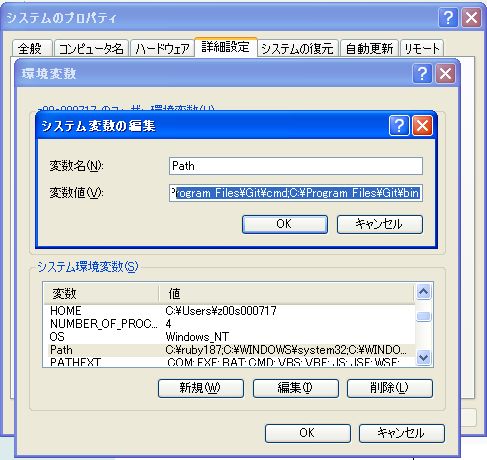 システムのプロパティ
全般 コンピュータ名 ハードウェア 詳細設定 システムの復元 自動更新 リモート
環境変数
z00s000717 のユーザー環境変数(U)
システム変数の編集
変数名(N): Path
変数値(V): Program Files¥Git¥cmd;C:¥Program Files¥Git¥bin
OK キャンセル
システム環境変数(S)
変数 値
HOME C:¥Users¥z00s000717
NUMBER_OF_PROC... 4
OS Windows_NT
Path C:¥ruby187;C:¥WINDOWS¥system32;C:¥WINDO...
PATHEXT .COM;.EXE;.BAT;.CMD;.VBS;.VBE;.JS;.JSE;.WSF;...
新規(W) 編集(I) 削除(L)
OK キャンセル